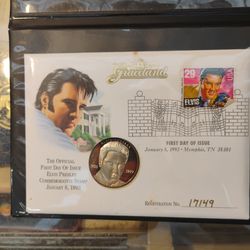 Graceland
29
USA
ELVIS
FIRST DAY OF ISSUE
January 8, 1993 - Memphis, TN 38101
THE OFFICIAL
FIRST DAY OF ISSUE
ELVIS PRESLEY
COMMEMORATIVE STAMP
JANUARY 8, 1993
REGISTRATION NO. 17149